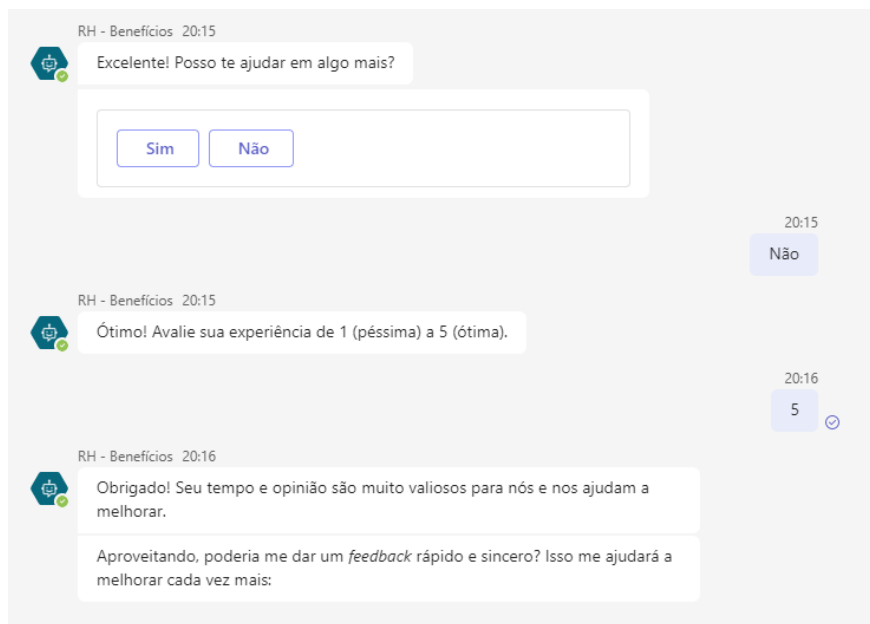 RH - Benefícios 20:15
Excelente! Posso te ajudar em algo mais?
Sim Não
20:15
Não
RH - Benefícios 20:15
Ótimo! Avalie sua experiência de 1 (péssima) a 5 (ótima).
20:16
5
RH - Benefícios 20:16
Obrigado! Seu tempo e opinião são muito valiosos para nós e nos ajudam a
melhorar.
Aproveitando, poderia me dar um feedback rápido e sincero? Isso me ajudará a
melhorar cada vez mais: